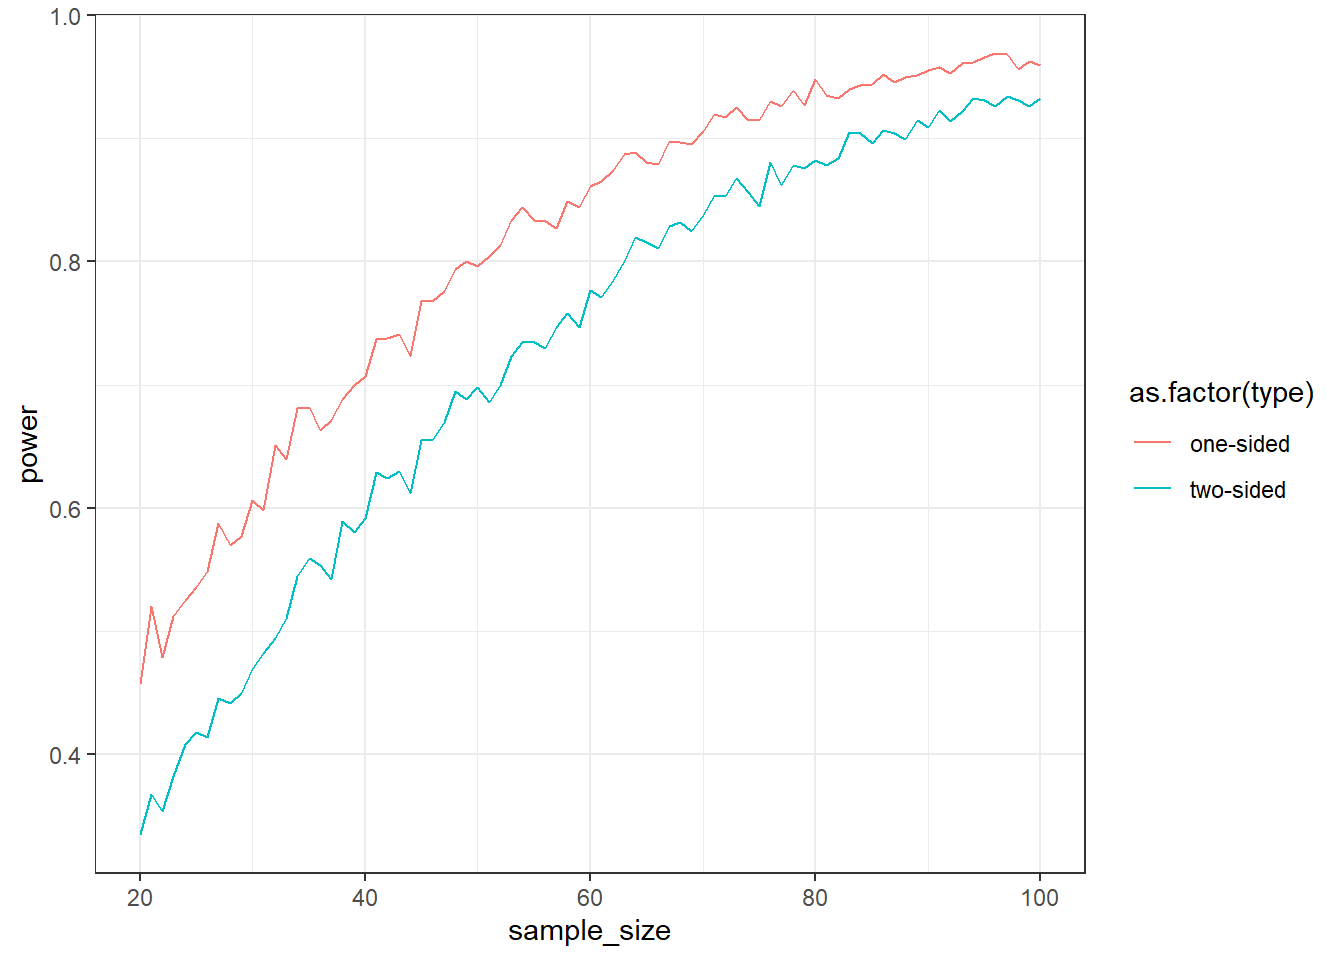 1.0
0.8
0.6
0.4
power
20 40 60 80 100
sample_size
as.factor(type)
one-sided
two-sided